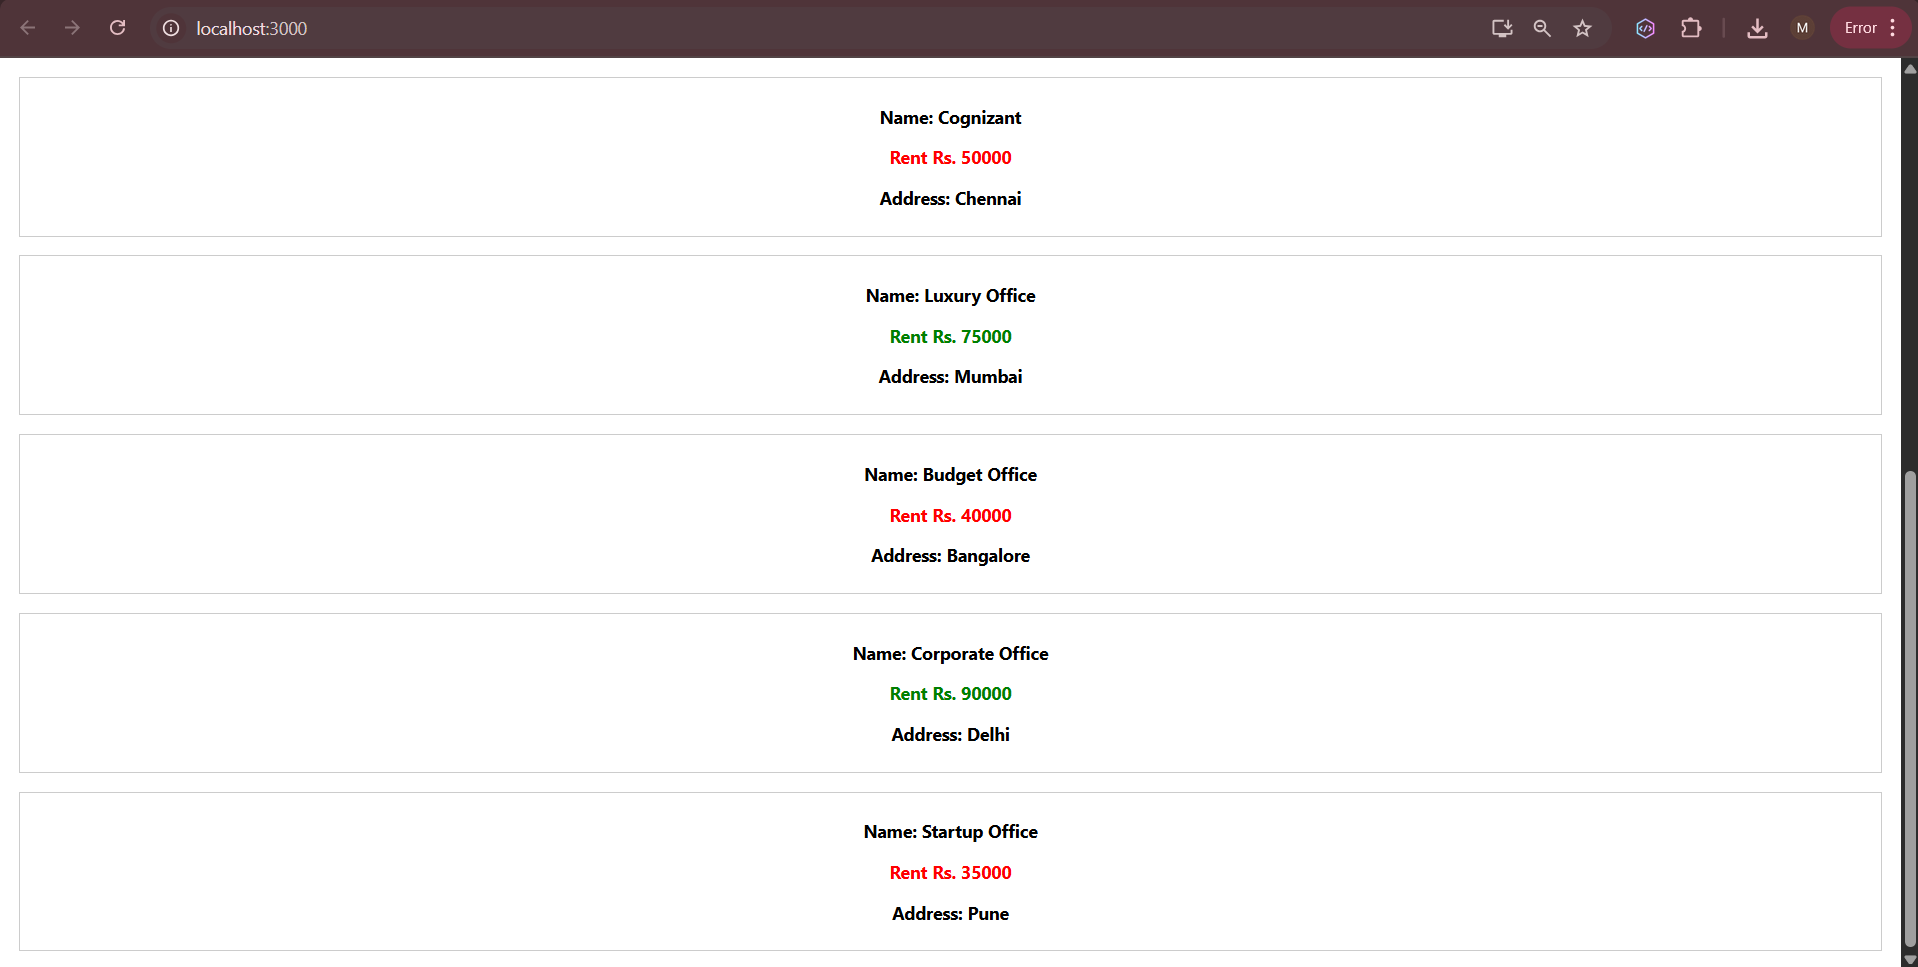 localhost:3000
M
Error
Name: Cognizant
Rent Rs. 50000
Address: Chennai
Name: Luxury Office
Rent Rs. 75000
Address: Mumbai
Name: Budget Office
Rent Rs. 40000
Address: Bangalore
Name: Corporate Office
Rent Rs. 90000
Address: Delhi
Name: Startup Office
Rent Rs. 35000
Address: Pune